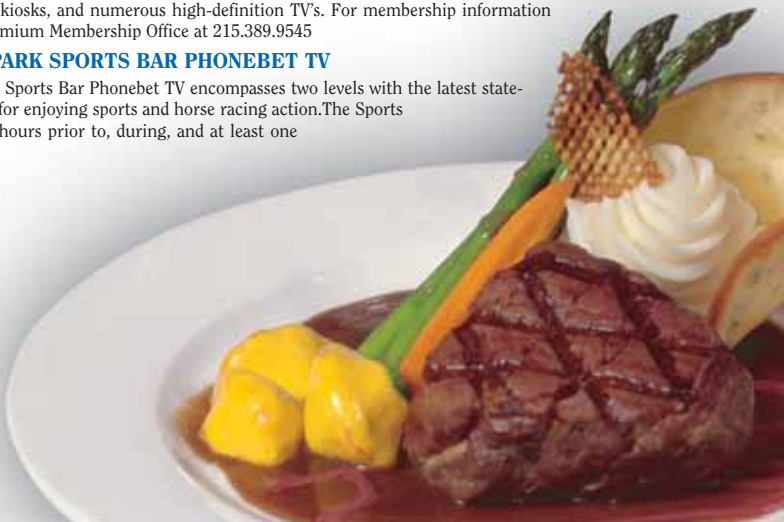 kiosks, and numerous high-definition TV's. For membership information
emium Membership Office at 215.389.9545
PARK SPORTS BAR PHONEBET TV
Sports Bar Phonebet TV encompasses two levels with the latest state-
for enjoying sports and horse racing action.The Sports
hours prior to, during, and at least one